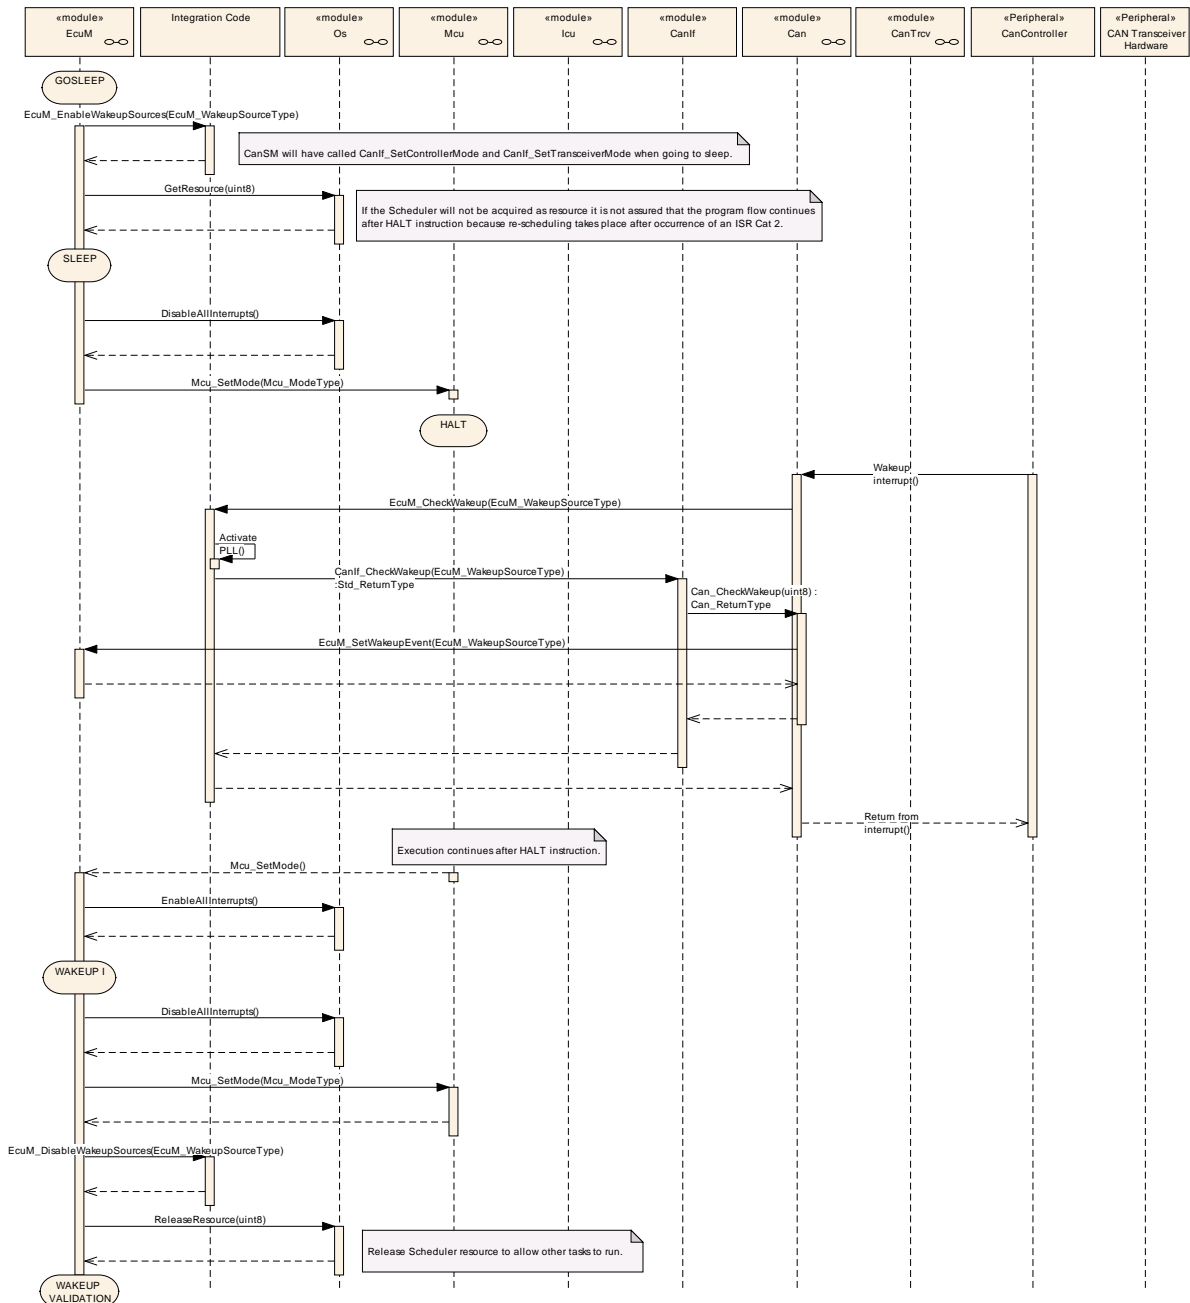 «module»
EcuM
Integration Code
«module»
Os
«module»
Mcu
«module»
Icu
«module»
CanIf
«module»
Can
«module»
CanTrcv
«Peripheral»
CanController
«Peripheral»
CAN Transceiver
Hardware
GOSLEEP
EcuM_EnableWakeupSources(EcuM_WakeupSourceType)
CanSM will have called CanIf_SetControllerMode and CanIf_SetTransceiverMode when going to sleep.
GetResource(uint8)
If the Scheduler will not be acquired as resource it is not assured that the program flow continues
after HALT instruction because re-scheduling takes place after occurrence of an ISR Cat 2.
SLEEP
DisableAllInterrupts()
Mcu_SetMode(Mcu_ModeType)
HALT
Wakeup
interrupt()
EcuM_CheckWakeup(EcuM_WakeupSourceType)
Activate
PLL()
CanIf_CheckWakeup(EcuM_WakeupSourceType)
:Std_ReturnType
Can_CheckWakeup(uint8) :
Can_ReturnType
EcuM_SetWakeupEvent(EcuM_WakeupSourceType)
Return from
interrupt()
Execution continues after HALT instruction.
Mcu_SetMode()
EnableAllInterrupts()
WAKEUP I
DisableAllInterrupts()
Mcu_SetMode(Mcu_ModeType)
EcuM_DisableWakeupSources(EcuM_WakeupSourceType)
ReleaseResource(uint8)
Release Scheduler resource to allow other tasks to run.
WAKEUP
VALIDATION